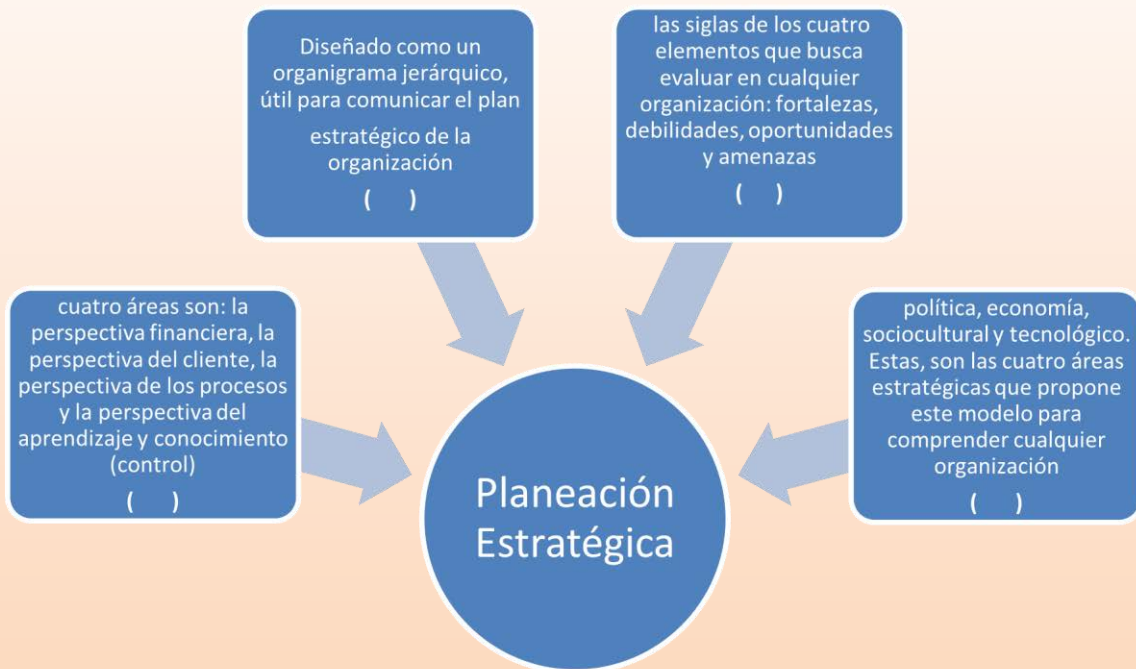 Diseñado como un
organigrama jerárquico,
útil para comunicar el plan
estratégico de la
organización
( )
las siglas de los cuatro
elementos que busca
evaluar en cualquier
organización: fortalezas,
debilidades, oportunidades
y amenazas
( )
cuatro áreas son: la
perspectiva financiera, la
perspectiva del cliente, la
perspectiva de los procesos
y la perspectiva del
aprendizaje y conocimiento
(control)
( )
política, economía,
sociocultural y tecnológico.
Estas, son las cuatro áreas
estratégicas que propone
este modelo para
comprender cualquier
organización
( )
Planeación
Estratégica